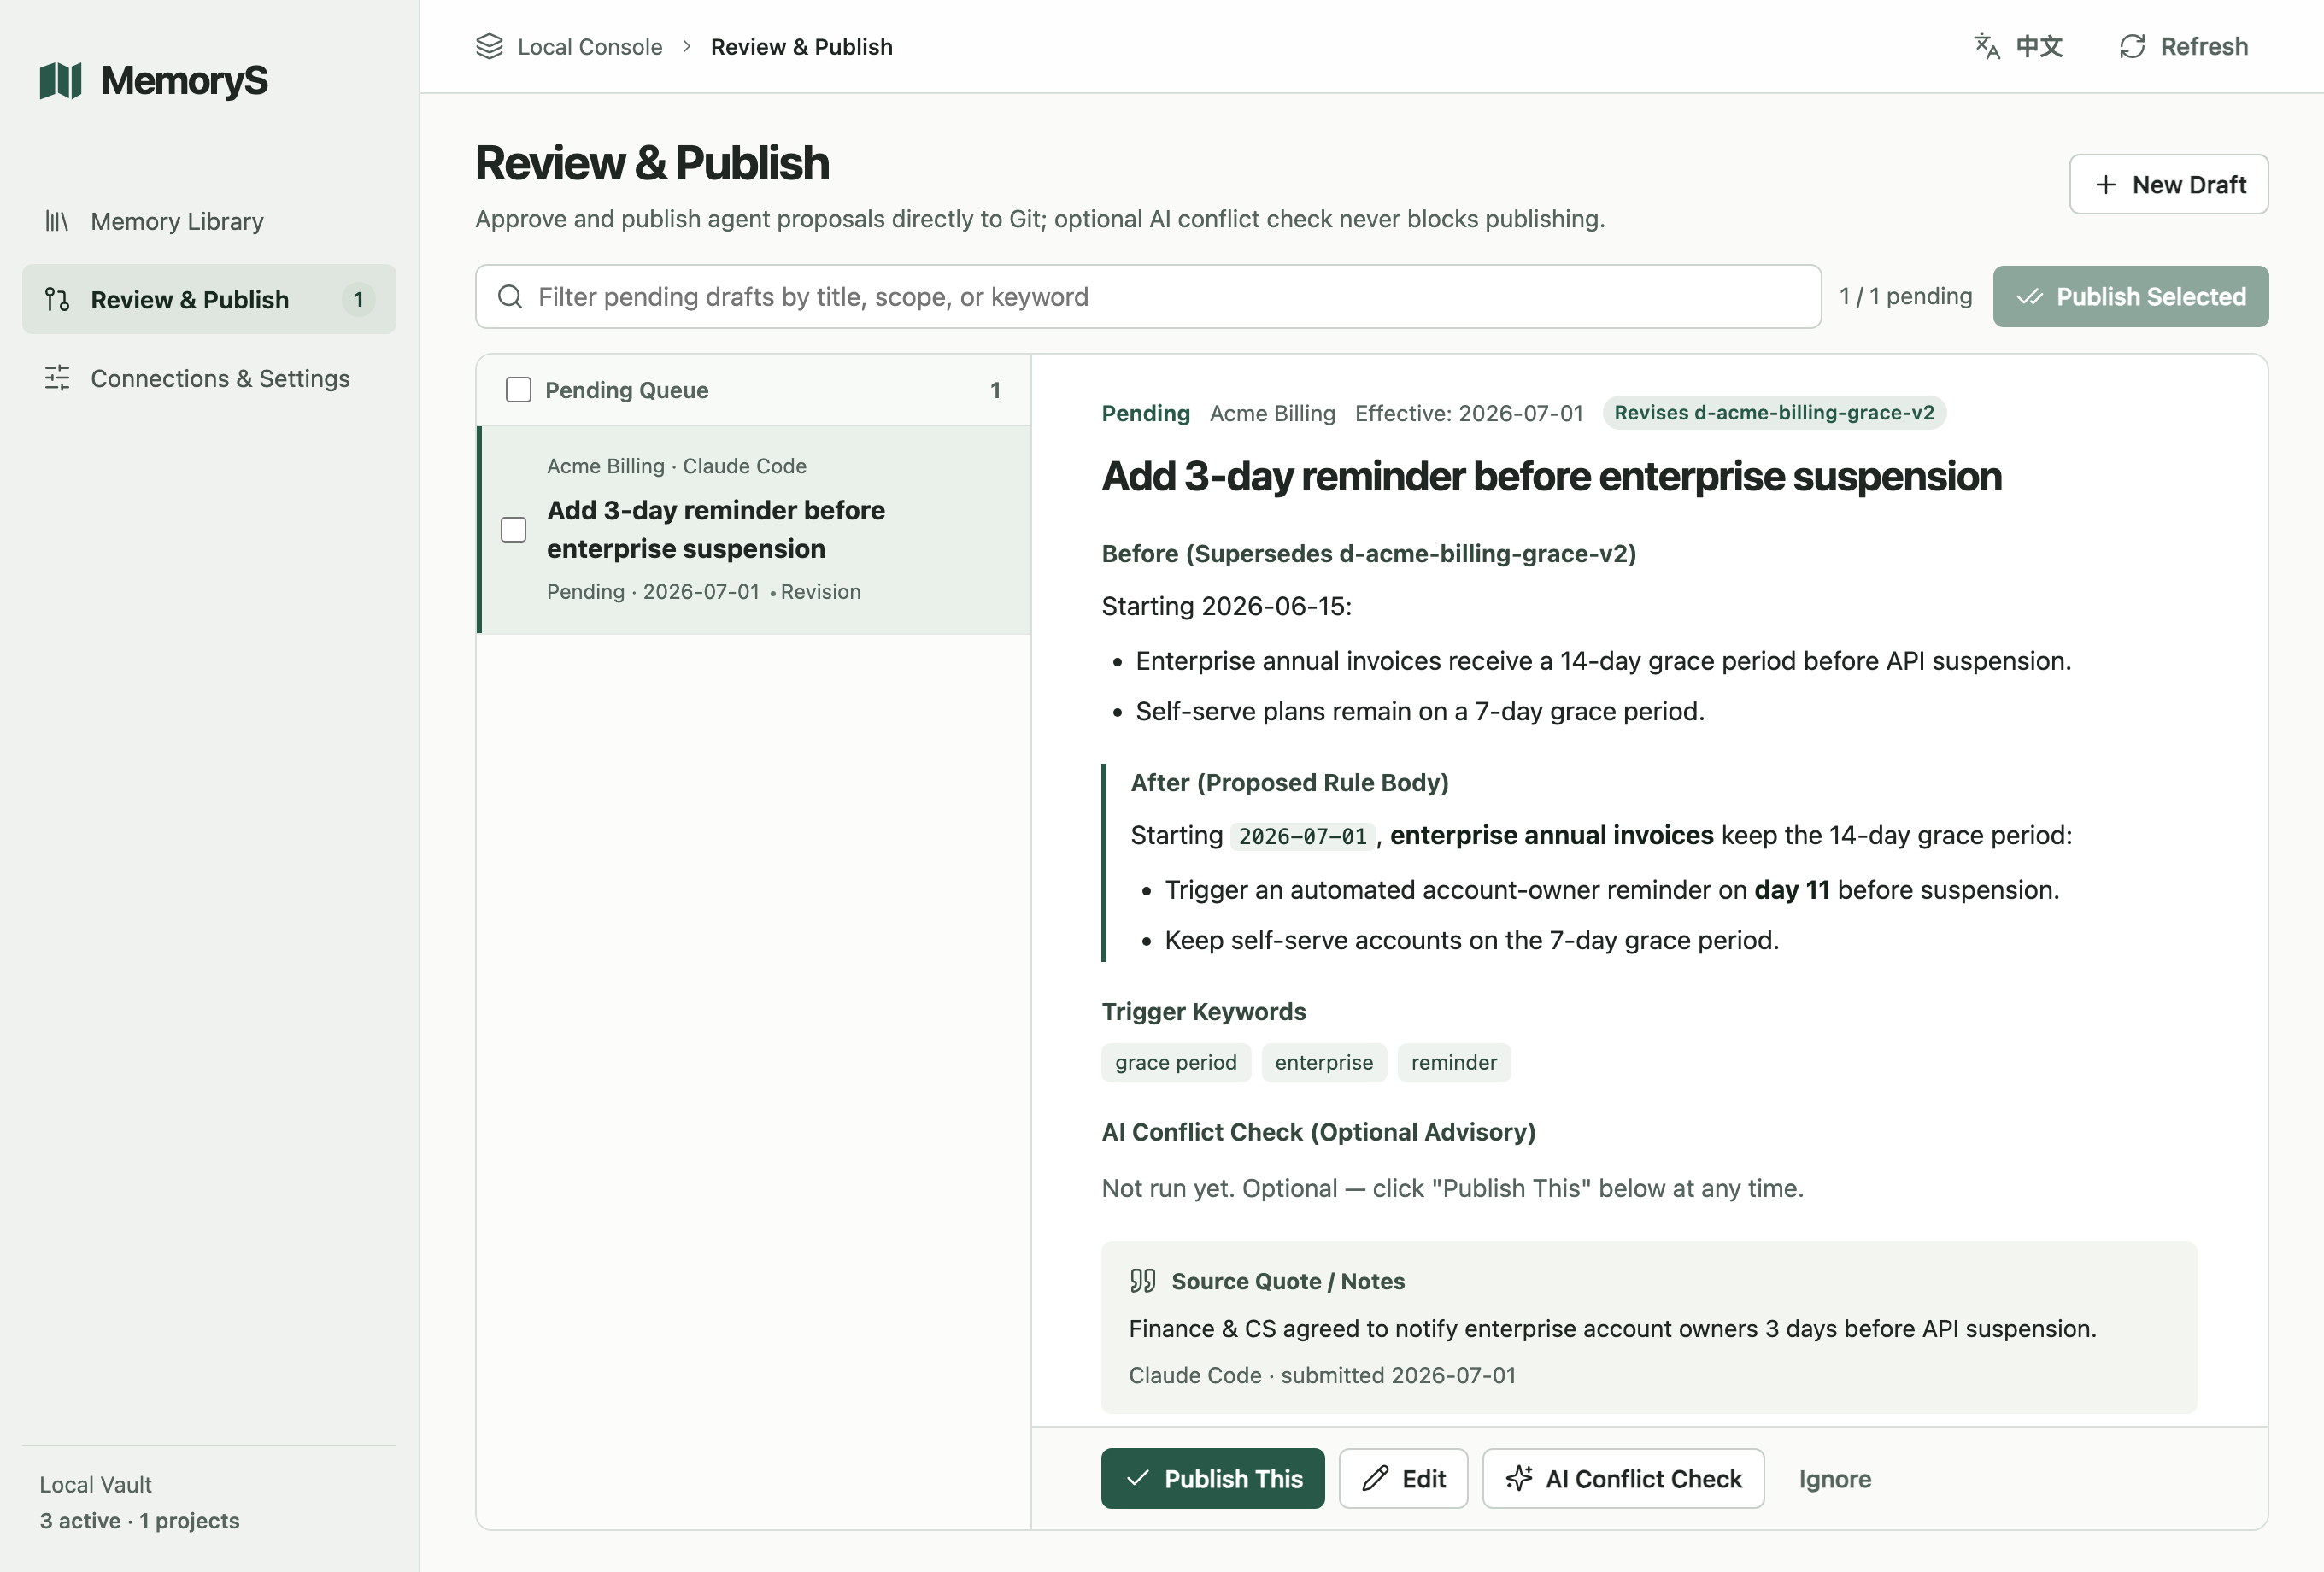 MemoryS
Memory Library
Review & Publish 1
Connections & Settings
Local Vault
3 active · 1 projects
Local Console > Review & Publish
中文
Refresh
Review & Publish
Approve and publish agent proposals directly to Git; optional AI conflict check never blocks publishing.
+ New Draft
Filter pending drafts by title, scope, or keyword
1 / 1 pending
Publish Selected
Pending Queue 1
Acme Billing · Claude Code
Add 3-day reminder before
enterprise suspension
Pending · 2026-07-01 • Revision
Pending Acme Billing Effective: 2026-07-01 Revises d-acme-billing-grace-v2
Add 3-day reminder before enterprise suspension
Before (Supersedes d-acme-billing-grace-v2)
Starting 2026-06-15:
• Enterprise annual invoices receive a 14-day grace period before API suspension.
• Self-serve plans remain on a 7-day grace period.
After (Proposed Rule Body)
Starting 2026-07-01, enterprise annual invoices keep the 14-day grace period:
• Trigger an automated account-owner reminder on day 11 before suspension.
• Keep self-serve accounts on the 7-day grace period.
Trigger Keywords
grace period enterprise reminder
AI Conflict Check (Optional Advisory)
Not run yet. Optional — click "Publish This" below at any time.
Source Quote / Notes
Finance & CS agreed to notify enterprise account owners 3 days before API suspension.
Claude Code · submitted 2026-07-01
Publish This
Edit
AI Conflict Check
Ignore